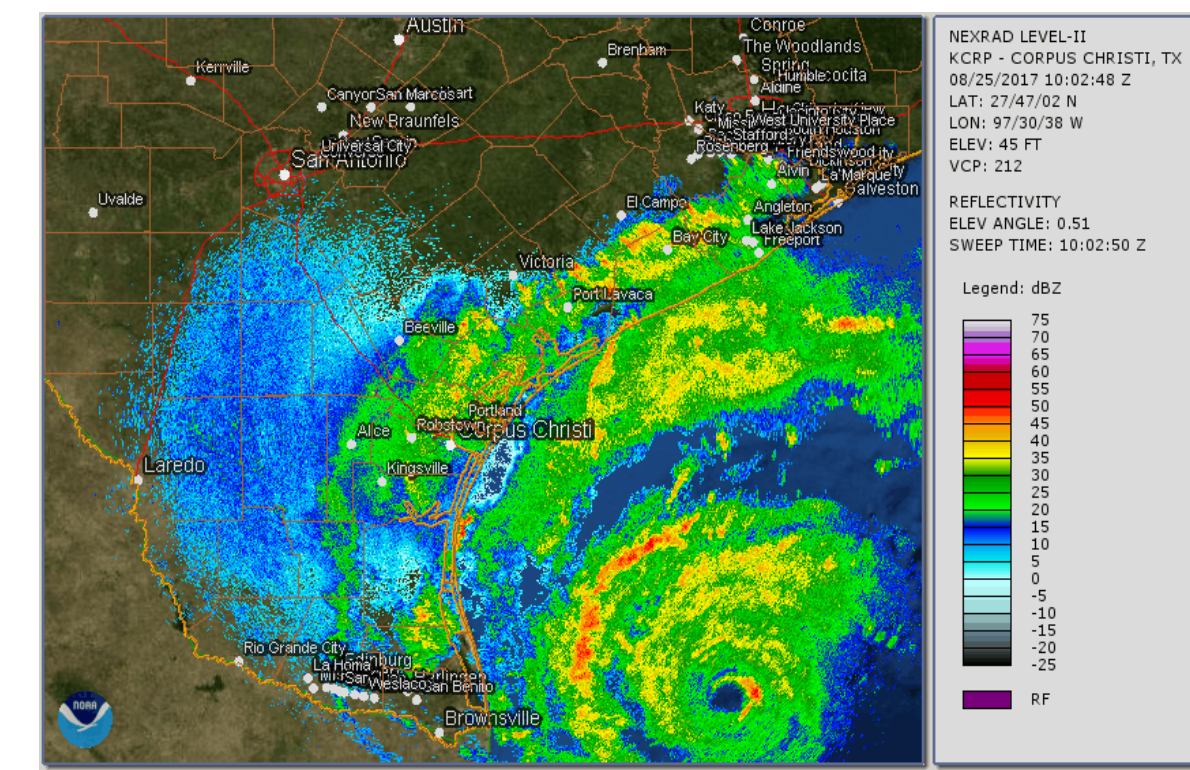 Austin
Conroe
Brenham
The Woodlands
Spring
Humble
Aldine
Kerrville
Canyon
San Marcos
Katy
New Braunfels
West University Place
Universal City
Stafford
San Antonio
Rosenberg
Friendswood
Alvin
La Marque
Galveston
Uvalde
El Campo
Angleton
Bay City
Lake Jackson
Freeport
Victoria
Port Lavaca
Beeville
Portland
Robstown
Corpus Christi
Alice
Laredo
Kingsville
Rio Grande City
Edinburg
La Homa
Harlingen
Weslaco
San Benito
Brownsville
NOAA
NEXRAD LEVEL-II
KCRP - CORPUS CHRISTI, TX
08/25/2017 10:02:48 Z
LAT: 27/47/02 N
LON: 97/30/38 W
ELEV: 45 FT
VCP: 212
REFLECTIVITY
ELEV ANGLE: 0.51
SWEEP TIME: 10:02:50 Z
Legend: dBZ
75
70
65
60
55
50
45
40
35
30
25
20
15
10
5
0
-5
-10
-15
-20
-25
RF